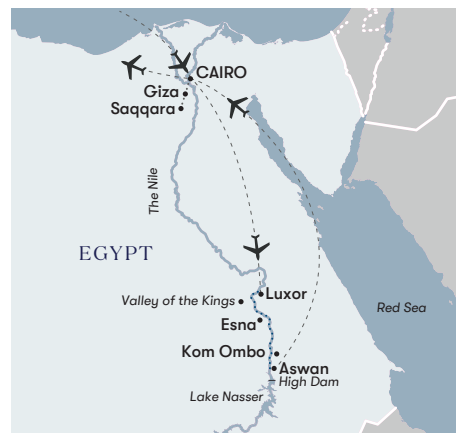 CAIRO
Giza
Saqqara
The Nile
EGYPT
Luxor
Valley of the Kings
Red Sea
Esna
Kom Ombo
Aswan
High Dam
Lake Nasser